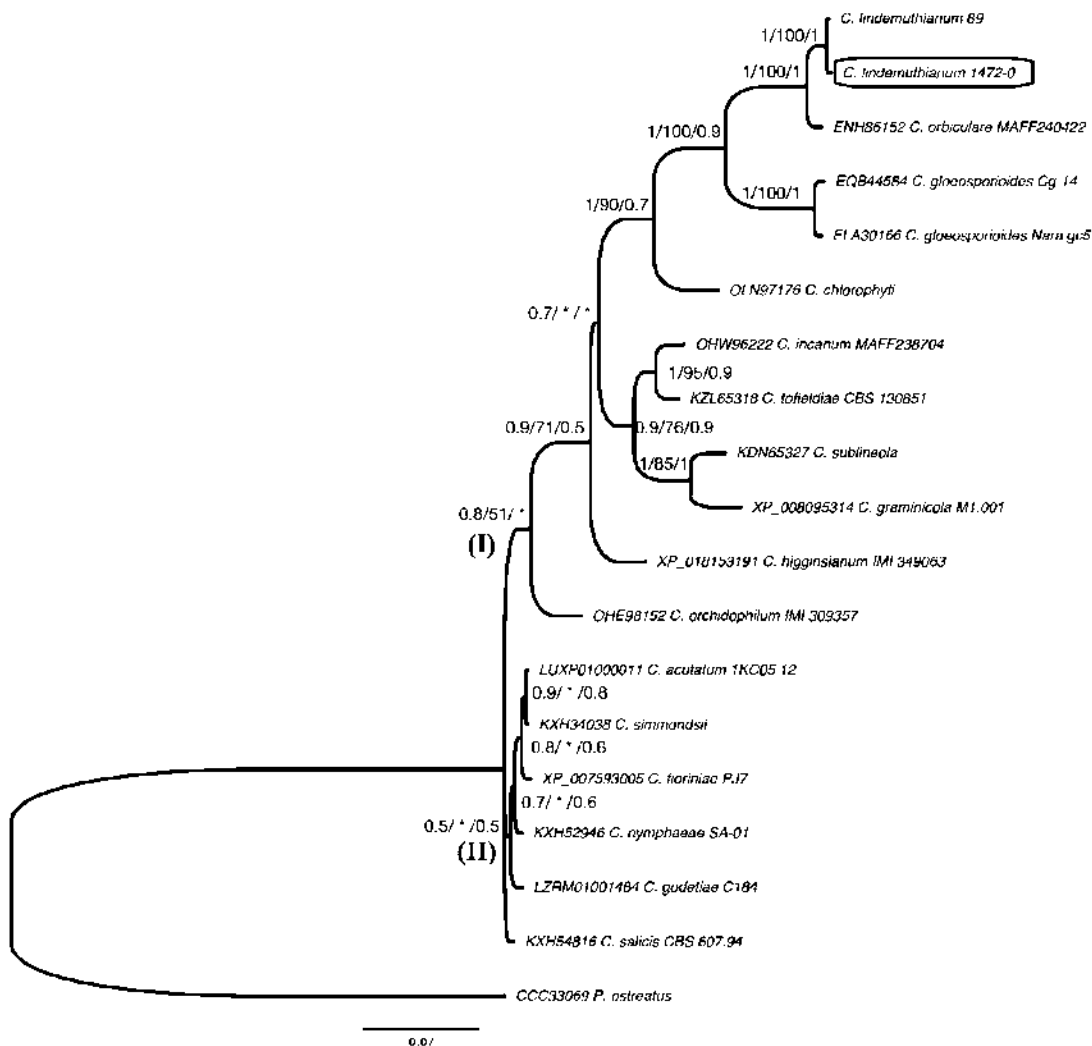 C. lindemuthianum 89
1/100/1
C. lindemuthianum 1472-0
1/100/1
ENH86152 C. orbiculare MAFF240422
1/100/0.9
EQB44584 C. gloeosporioides Cg 14
1/100/1
ELA30166 C. gloeosporioides Nara gc5
1/90/0.7
OLN97176 C. chlorophyti
0.7/ * / *
OHW96222 C. incanum MAFF238704
1/95/0.9
KZL65318 C. tofieldiae CBS 130851
0.9/71/0.5
0.9/76/0.9
KDN65327 C. sublineola
1/85/1
XP_008095314 C. graminicola M1.001
0.8/51/ *
(I)
XP_018153191 C. higginsianum IMI 349063
OHE98152 C. orchidophilum IMI 309357
LUXP01000011 C. acutatum 1KC05 12
0.9/ * /0.8
KXH34038 C. simmondsii
0.8/ * /0.6
XP_007593005 C. fioriniae PJ7
0.7/ * /0.6
0.5/ * /0.5
KXH52946 C. nymphaeae SA-01
(II)
LZRM01001484 C. godetiae C184
KXH54816 C. salicis CBS 607.94
CCC33069 P. ostreatus